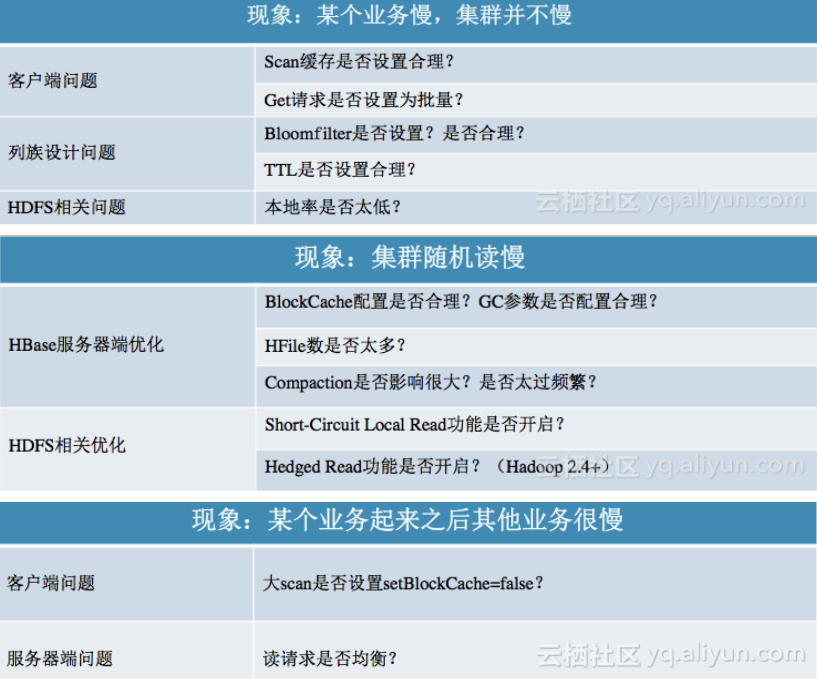 现象：某个业务慢，集群并不慢
客户端问题
Scan缓存是否设置合理？
Get请求是否设置为批量？
列族设计问题
Bloomfilter是否设置？是否合理？
TTL是否设置合理？
HDFS相关问题
本地率是否太低？
云栖社区 yq.aliyun.com
现象：集群随机读慢
HBase服务器端优化
BlockCache配置是否合理？GC参数是否配置合理？
HFile数是否太多？
Compaction是否影响很大？是否太过频繁？
HDFS相关优化
Short-Circuit Local Read功能是否开启？
Hedged Read功能是否开启？（Hadoop 2.4+）
云栖社区 yq.aliyun.com
现象：某个业务起来之后其他业务很慢
客户端问题
大scan是否设置setBlockCache=false？
服务器端问题
读请求是否均衡？
云栖社区 yq.aliyun.com